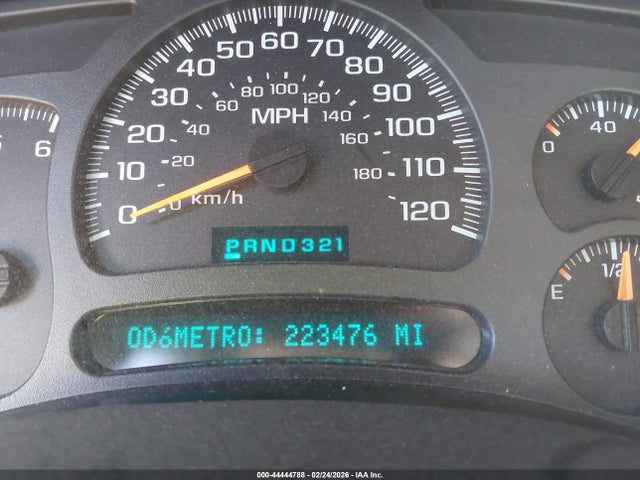 60
50 70
40 80
30 90
20 100
10 110
0 120
20 40 60 80 100 120 140 160 180
MPH
0 km/h
PRND321
OD6METRO: 223476 MI
5 6
0 40
E 1/2
000-44444788 - 02/24/2026 - IAA Inc.